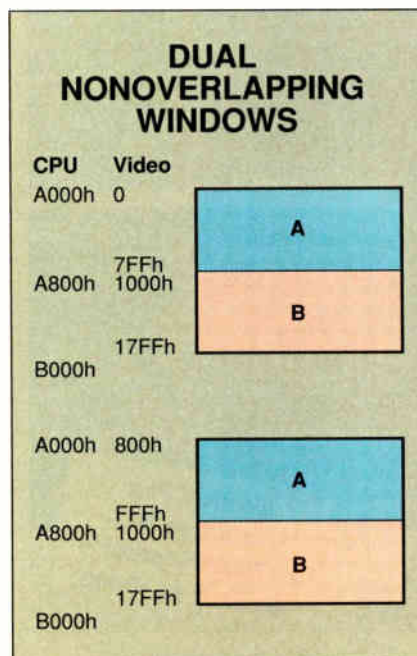 DUAL
NONOVERLAPPING
WINDOWS
CPU Video
A000h 0
A
7FFh
A800h 1000h
B
17FFh
B000h
A000h 800h
A
FFFh
A800h 1000h
B
17FFh
B000h